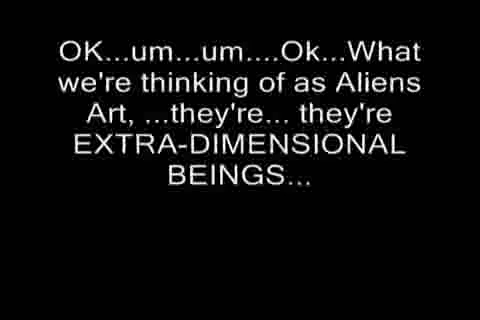 OK...um...um....Ok...What
we're thinking of as Aliens
Art, ...they're... they're
EXTRA-DIMENSIONAL
BEINGS...